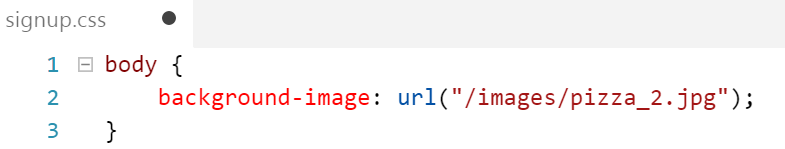 signup.css
1 body {
2 background-image: url("/images/pizza_2.jpg");
3 }